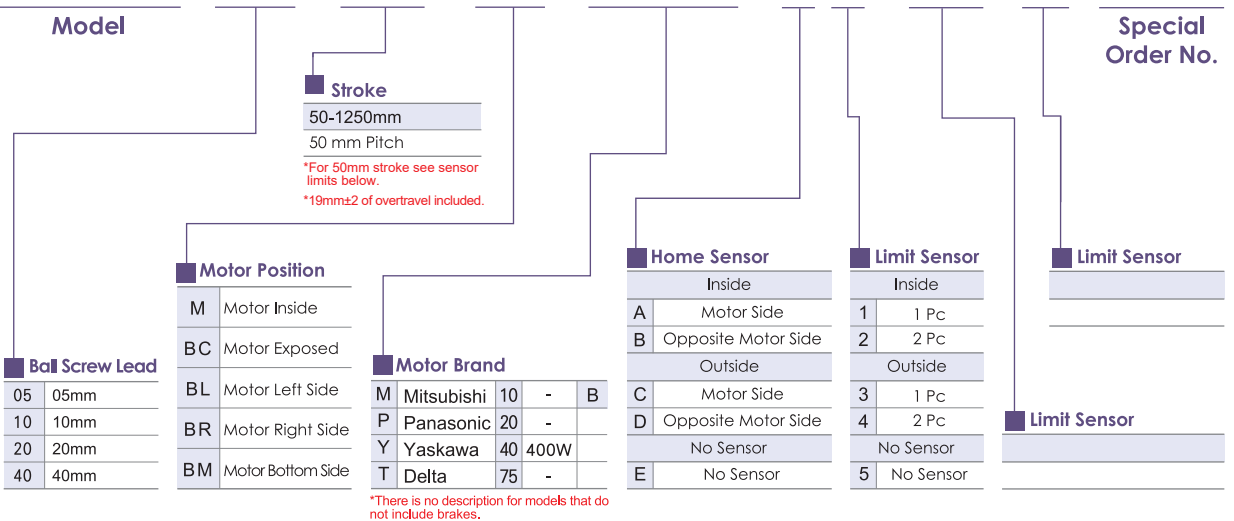 Model
Special
Order No.
Stroke
50-1250mm
50 mm Pitch
*For 50mm stroke see sensor
limits below.
*19mm±2 of overtravel included.
Motor Position
M Motor Inside
BC Motor Exposed
BL Motor Left Side
BR Motor Right Side
BM Motor Bottom Side
Ball Screw Lead
05 05mm
10 10mm
20 20mm
40 40mm
Motor Brand
M Mitsubishi 10 - B
P Panasonic 20 -
Y Yaskawa 40 400W
T Delta 75 -
*There is no description for models that do
not include brakes.
Home Sensor
Inside
A Motor Side
B Opposite Motor Side
Outside
C Motor Side
D Opposite Motor Side
No Sensor
E No Sensor
Limit Sensor
Inside
1 1 Pc
2 2 Pc
Outside
3 1 Pc
4 2 Pc
No Sensor
5 No Sensor
Limit Sensor
Limit Sensor